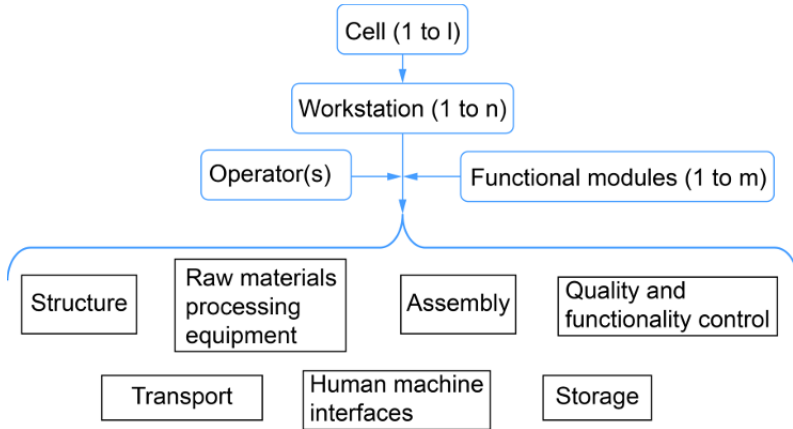 Cell (1 to l)
Workstation (1 to n)
Operator(s)
Functional modules (1 to m)
Structure
Raw materials
processing
equipment
Assembly
Quality and
functionality control
Transport
Human machine
interfaces
Storage